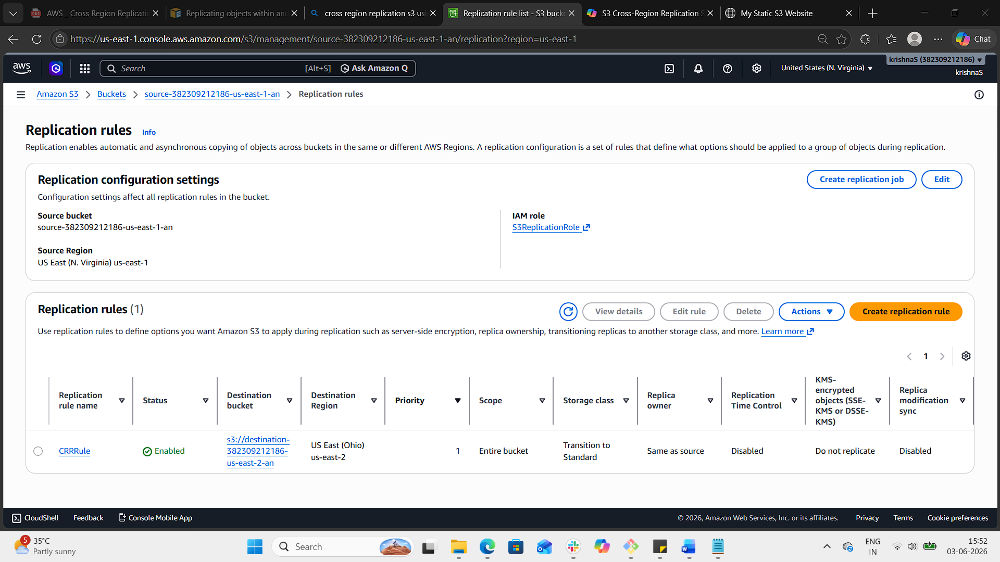 AWS _ Cross Region Replicatio
Replicating objects within and
cross region replication s3 usi
Replication rule list - S3 bucke
S3 Cross-Region Replication S
My Static S3 Website
https://us-east-1.console.aws.amazon.com/s3/management/source-382309212186-us-east-1-an/replication?region=us-east-1
Chat
aws
Search
[Alt+S]
Ask Amazon Q
United States (N. Virginia)
krishnaS (382309212186)
krishnaS
Amazon S3
Buckets
source-382309212186-us-east-1-an
Replication rules
Replication rules Info
Replication enables automatic and asynchronous copying of objects across buckets in the same or different AWS Regions. A replication configuration is a set of rules that define what options should be applied to a group of objects during replication.
Replication configuration settings
Create replication job
Edit
Configuration settings affect all replication rules in the bucket.
Source bucket
source-382309212186-us-east-1-an
Source Region
US East (N. Virginia) us-east-1
IAM role
S3ReplicationRole
Replication rules (1)
View details
Edit rule
Delete
Actions
Create replication rule
Use replication rules to define options you want Amazon S3 to apply during replication such as server-side encryption, replica ownership, transitioning replicas to another storage class, and more. Learn more
1
Replication
rule name
Status
Destination
bucket
Destination
Region
Priority
Scope
Storage class
Replica
owner
Replication
Time Control
KMS-
encrypted
objects (SSE-
KMS or DSSE-
KMS)
Replica
modification
sync
CRRRule
Enabled
s3://destination-
382309212186-
us-east-2-an
US East (Ohio)
us-east-2
1
Entire bucket
Transition to
Standard
Same as source
Disabled
Do not replicate
Disabled
CloudShell
Feedback
Console Mobile App
© 2026, Amazon Web Services, Inc. or its affiliates.
Privacy
Terms
Cookie preferences
5
35°C
Partly sunny
Search
ENG
IN
15:52
03-06-2026